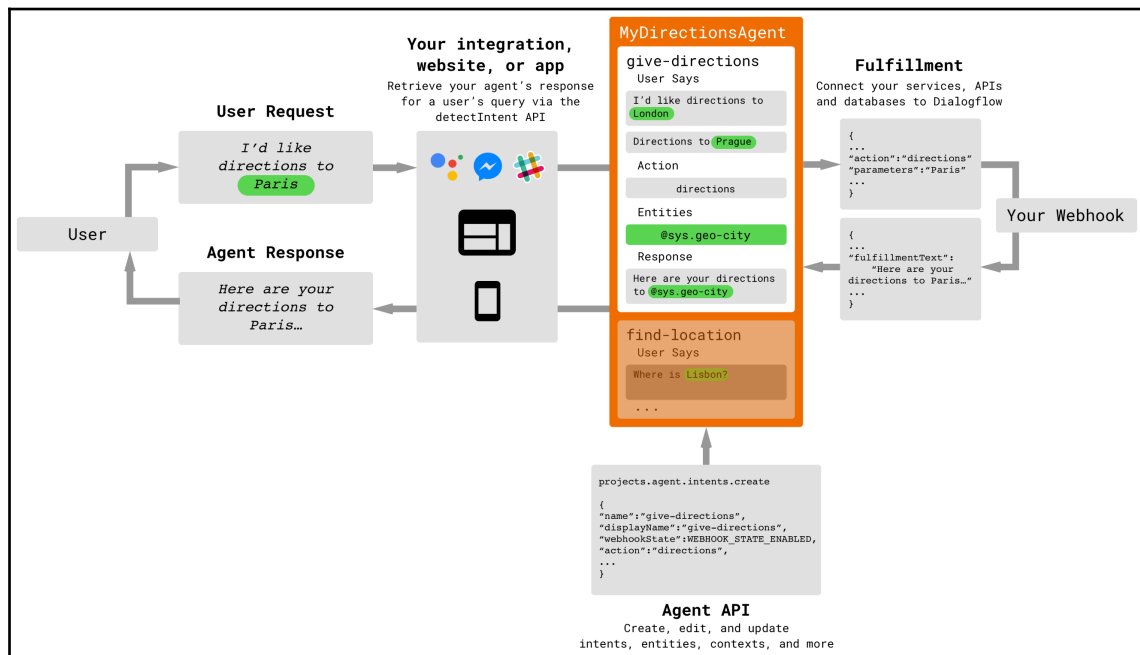 User
User Request
I’d like
directions to
Paris
Agent Response
Here are your
directions to
Paris…
Your integration,
website, or app
Retrieve your agent’s response
for a user’s query via the
detectIntent API
MyDirectionsAgent
give-directions
User Says
I’d like directions to
London
Directions to Prague
Action
directions
Entities
@sys.geo-city
Response
Here are your directions
to @sys.geo-city
find-location
User Says
Where is Lisbon?
...
Fulfillment
Connect your services, APIs
and databases to Dialogflow
{
...
“action”:“directions”
“parameters”:“Paris”
...
}
{
...
“fulfillmentText”:
“Here are your
directions to Paris…”
...
}
Your Webhook
projects.agent.intents.create
{
“name”:“give-directions”,
“displayName”:“give-directions”,
“webhookState”:WEBHOOK_STATE_ENABLED,
“action”:“directions”,
...
}
Agent API
Create, edit, and update
intents, entities, contexts, and more